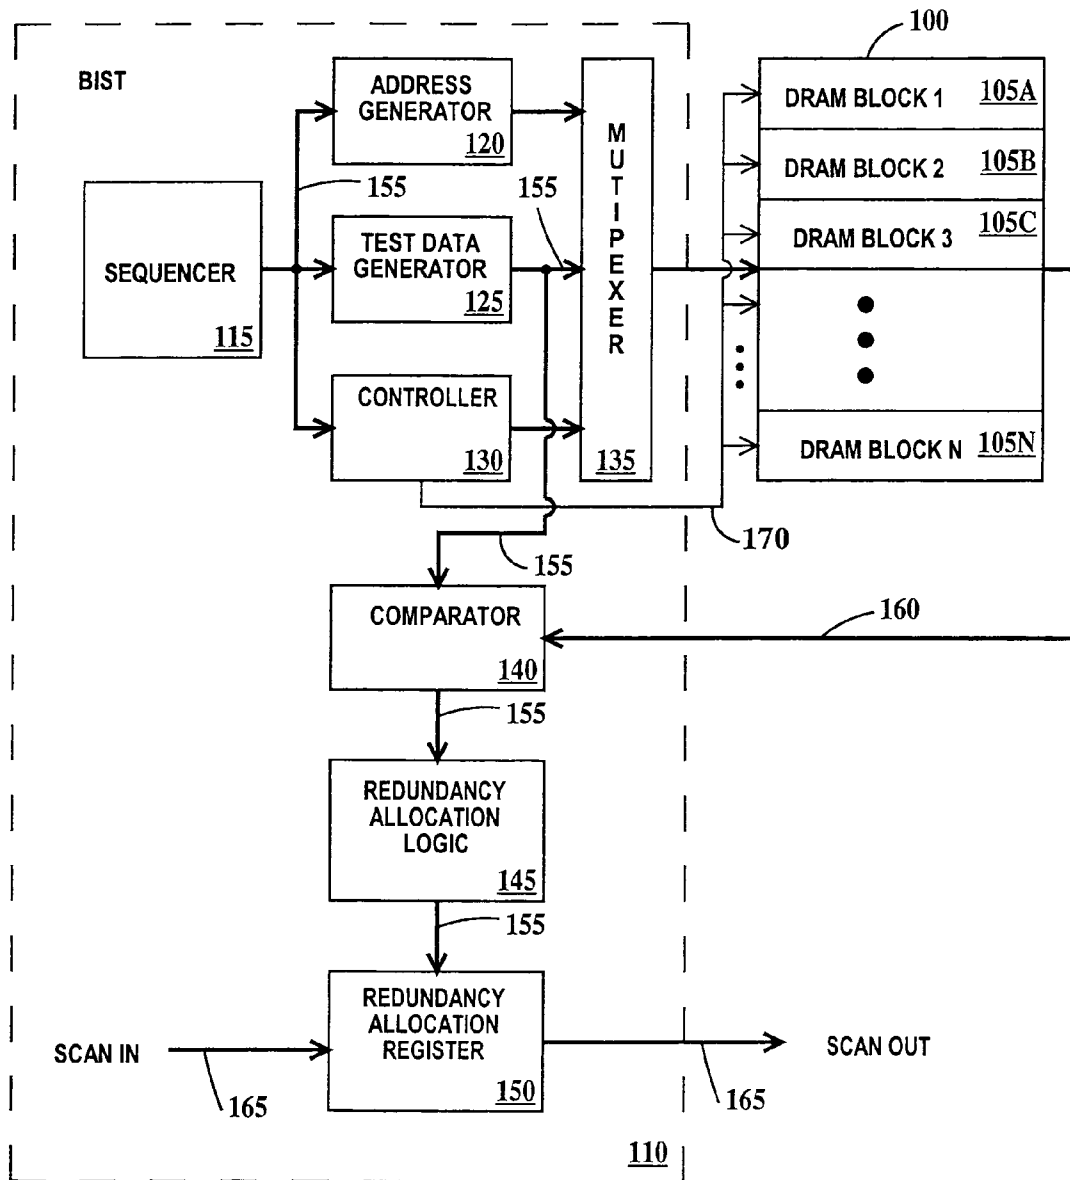 100
BIST
ADDRESS
GENERATOR
120
MUTIPEXER
135
DRAM BLOCK 1 105A
DRAM BLOCK 2 105B
DRAM BLOCK 3 105C
DRAM BLOCK N 105N
155
155
SEQUENCER
115
TEST DATA
GENERATOR
125
CONTROLLER
130
170
155
COMPARATOR
140
160
155
REDUNDANCY
ALLOCATION
LOGIC
145
155
REDUNDANCY
ALLOCATION
REGISTER
150
SCAN IN
165
SCAN OUT
165
110